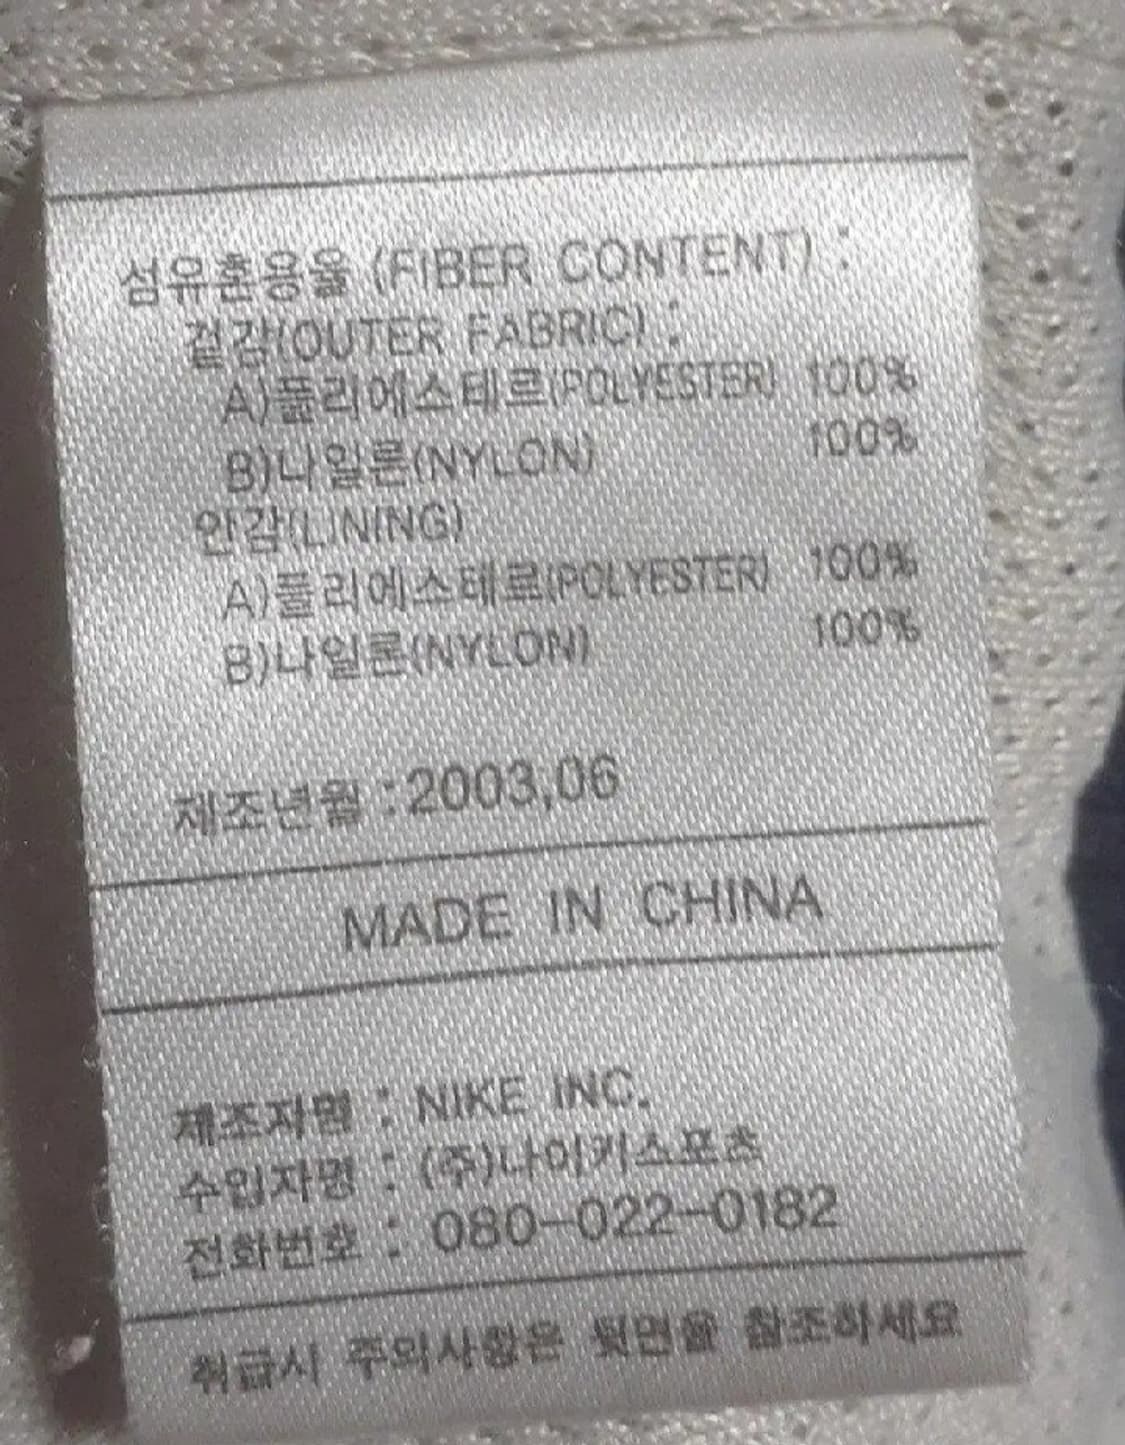 섬유혼용율 (FIBER CONTENT) :
겉감(OUTER FABRIC) :
A)폴리에스테르(POLYESTER) 100%
B)나일론(NYLON) 100%
안감(LINING)
A)폴리에스테르(POLYESTER) 100%
B)나일론(NYLON) 100%
제조년월 : 2003,06
MADE IN CHINA
제조자명 : NIKE INC.
수입자명 : (주)나이키스포츠
전화번호 : 080-022-0182
취급시 주의사항은 뒷면을 참조하세요